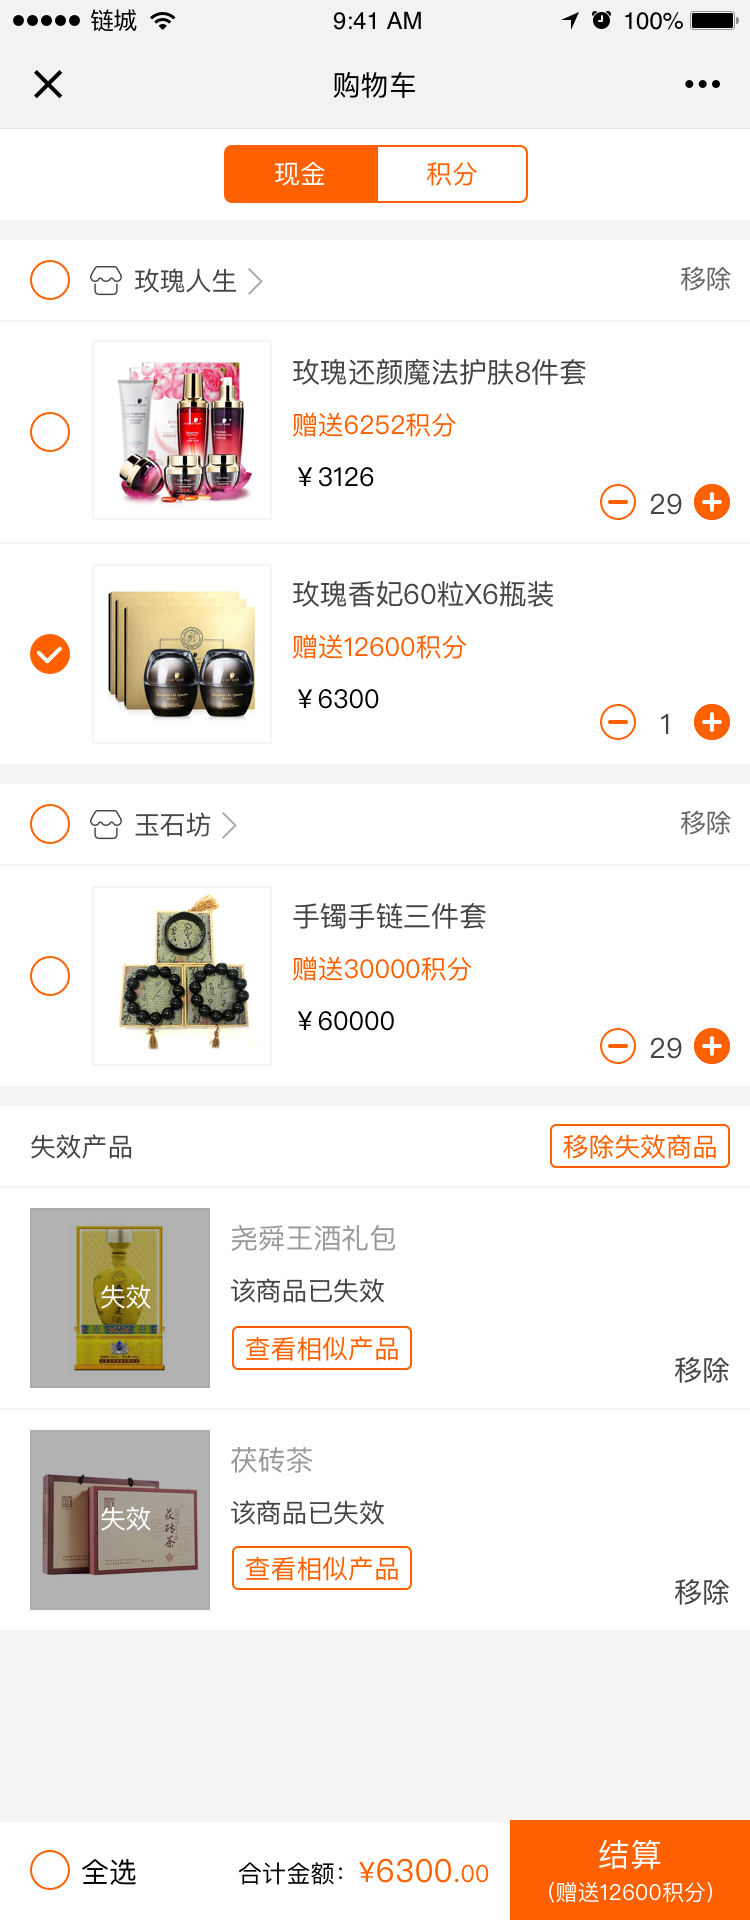 链城 9:41 AM 100%
购物车
现金 积分
玫瑰人生 移除
玫瑰还颜魔法护肤8件套
赠送6252积分
¥3126
29
玫瑰香妃60粒X6瓶装
赠送12600积分
¥6300
1
玉石坊 移除
手镯手链三件套
赠送30000积分
¥60000
29
失效产品 移除失效商品
尧舜王酒礼包
失效
该商品已失效
查看相似产品
移除
茯砖茶
失效
茯砖茶
该商品已失效
查看相似产品
移除
全选 合计金额：¥6300.00 结算
（赠送12600积分）